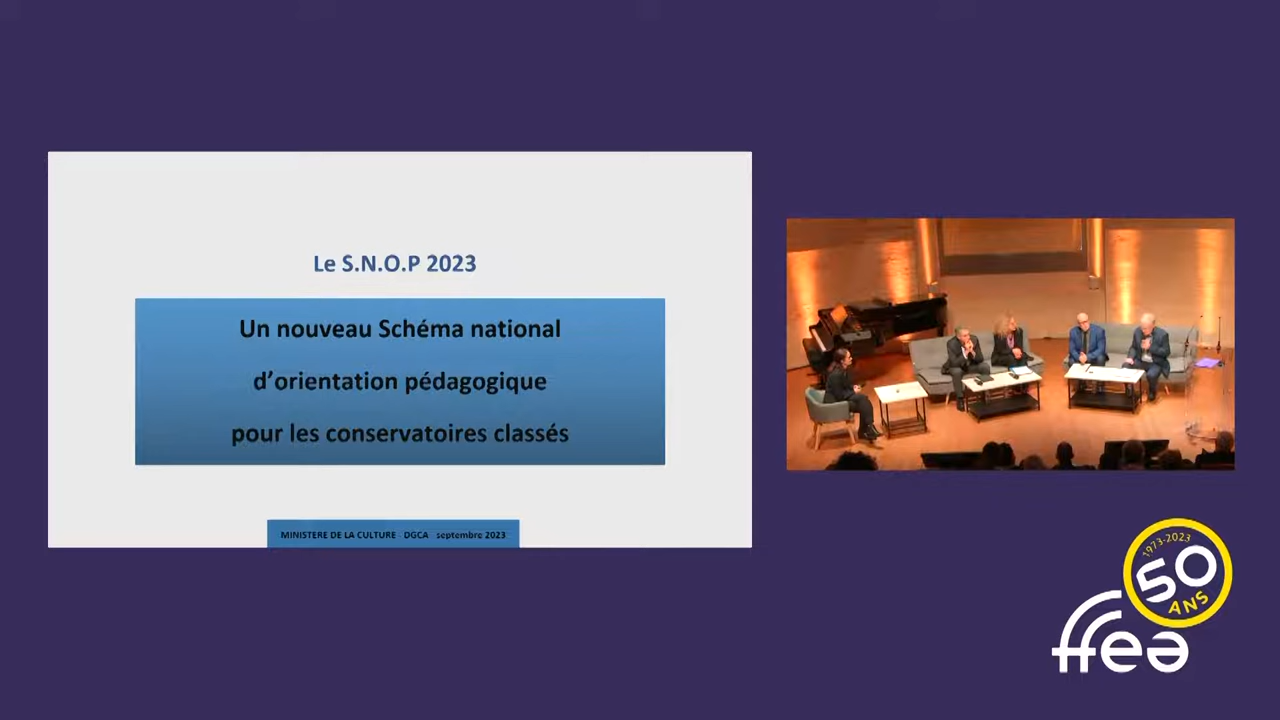 Le S.N.O.P 2023
Un nouveau Schéma national
d'orientation pédagogique
pour les conservatoires classés
MINISTERE DE LA CULTURE DGCA septembre 2023
1973-2023
50
ANS
ffea